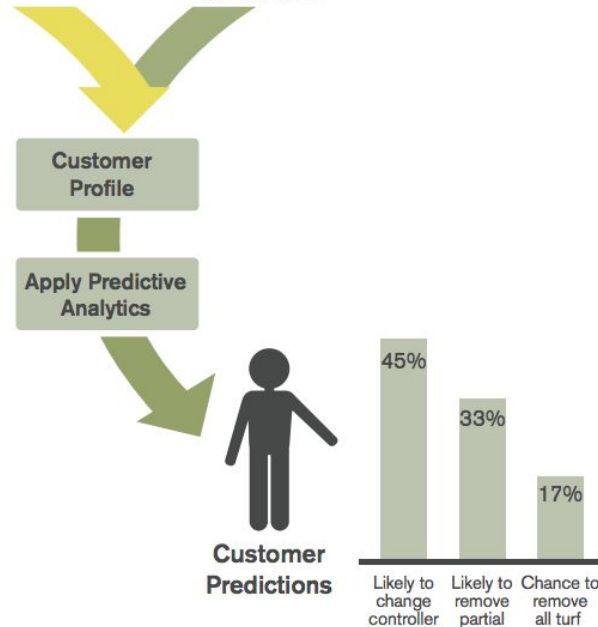 Customer
Profile
Apply Predictive
Analytics
45%
33%
17%
Customer
Predictions
Likely to
change
controller
Likely to
remove
partial
Chance to
remove
all turf